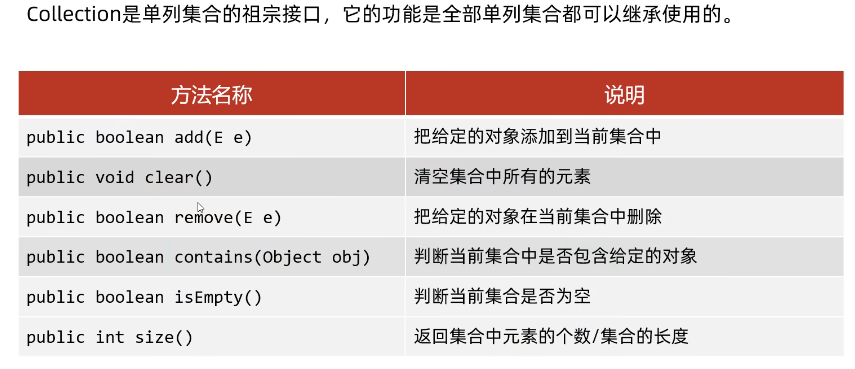 Collection是单列集合的祖宗接口，它的功能是全部单列集合都可以继承使用的。
方法名称 说明
public boolean add(E e) 把给定的对象添加到当前集合中
public void clear() 清空集合中所有的元素
public boolean remove(E e) 把给定的对象在当前集合中删除
public boolean contains(Object obj) 判断当前集合中是否包含给定的对象
public boolean isEmpty() 判断当前集合是否为空
public int size() 返回集合中元素的个数/集合的长度